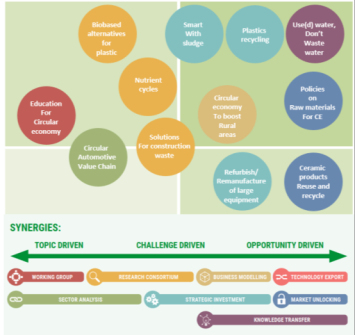 Biobased
alternatives
for
plastic
Smart
With
sludge
Plastics
recycling
Use(d) water,
Don't
Waste
water
Nutrient
cycles
Education
For
Circular
economy
Circular
economy
To boost
Rural
areas
Policies
on
Raw materials
For CE
Circular
Automotive
Value Chain
Solutions
For construction
waste
Refurbish/
Remanufacture
of large
equipment
Ceramic
products
Reuse and
recycle
SYNERGIES:
TOPIC DRIVEN CHALLENGE DRIVEN OPPORTUNITY DRIVEN
WORKING GROUP RESEARCH CONSORTIUM BUSINESS MODELLING TECHNOLOGY EXPORT
SECTOR ANALYSIS STRATEGIC INVESTMENT MARKET UNLOCKING
KNOWLEDGE TRANSFER